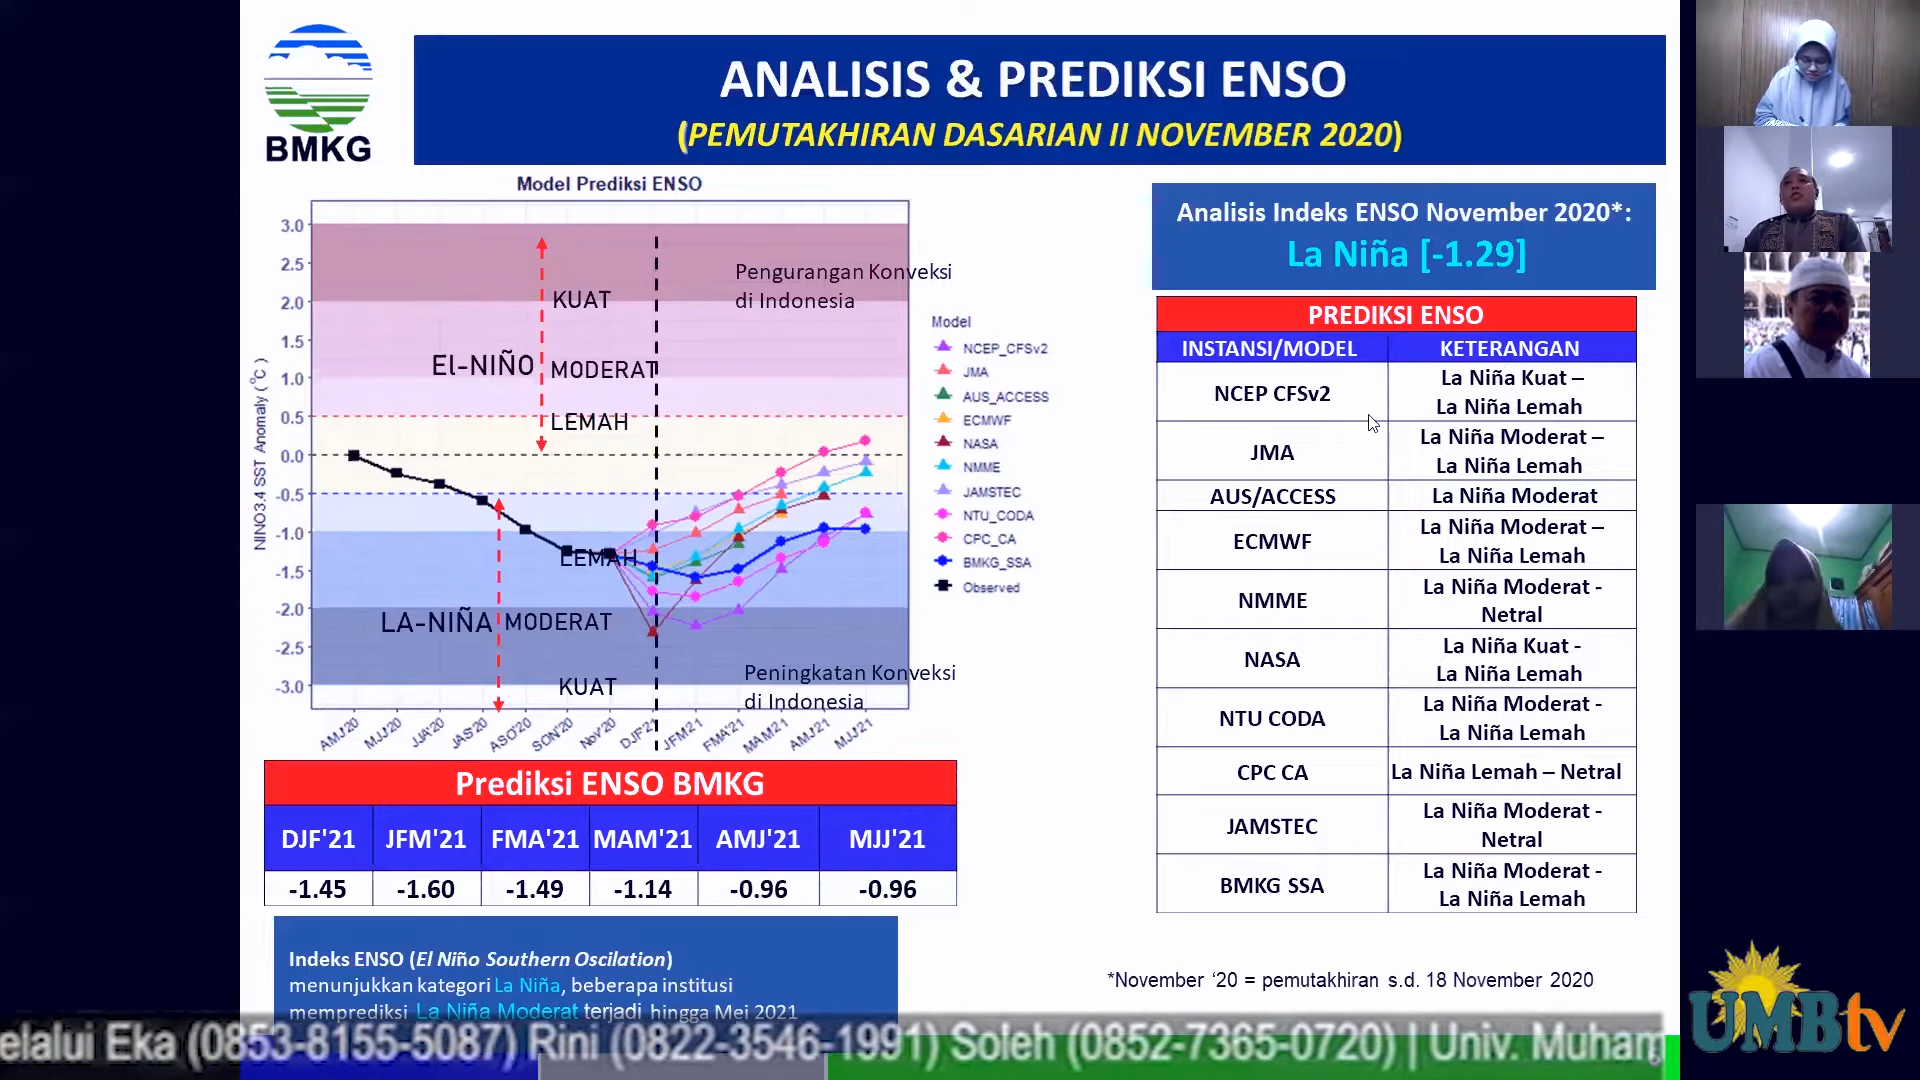 BMKG
ANALISIS & PREDIKSI ENSO
(PEMUTAKHIRAN DASARIAN II NOVEMBER 2020)
Model Prediksi ENSO
NINO3.4 SST Anomaly (°C)
3.0
2.5
2.0
1.5
1.0
0.5
0.0
-0.5
-1.0
-1.5
-2.0
-2.5
-3.0
Pengurangan Konveksi
di Indonesia
KUAT
El-NIÑO
MODERAT
LEMAH
LEMAH
LA-NIÑA
MODERAT
KUAT
Peningkatan Konveksi
di Indonesia
AMJ'20
MJJ'20
JJA'20
JAS'20
ASO'20
SON'20
Nov'20
DJF'21
JFM'21
FMA'21
MAM'21
AMJ'21
MJJ'21
Model
NCEP_CFSv2
JMA
AUS_ACCESS
ECMWF
NASA
NMME
JAMSTEC
NTU_CODA
CPC_CA
BMKG_SSA
Observed
Prediksi ENSO BMKG
DJF'21 JFM'21 FMA'21 MAM'21 AMJ'21 MJJ'21
-1.45 -1.60 -1.49 -1.14 -0.96 -0.96
Indeks ENSO (El Niño Southern Oscilation)
menunjukkan kategori La Niña, beberapa institusi
memprediksi La Niña Moderat terjadi hingga Mei 2021
Analisis Indeks ENSO November 2020*:
La Niña [-1.29]
PREDIKSI ENSO
INSTANSI/MODEL KETERANGAN
NCEP CFSv2 La Niña Kuat –
La Niña Lemah
JMA La Niña Moderat –
La Niña Lemah
AUS/ACCESS La Niña Moderat
ECMWF La Niña Moderat –
La Niña Lemah
NMME La Niña Moderat -
Netral
NASA La Niña Kuat -
La Niña Lemah
NTU CODA La Niña Moderat -
La Niña Lemah
CPC CA La Niña Lemah – Netral
JAMSTEC La Niña Moderat -
Netral
BMKG SSA La Niña Moderat -
La Niña Lemah
*November '20 = pemutakhiran s.d. 18 November 2020
elalui Eka (0853-8155-5087) Rini (0822-3546-1991) Soleh (0852-7365-0720) | Univ. Muham
UMBtv